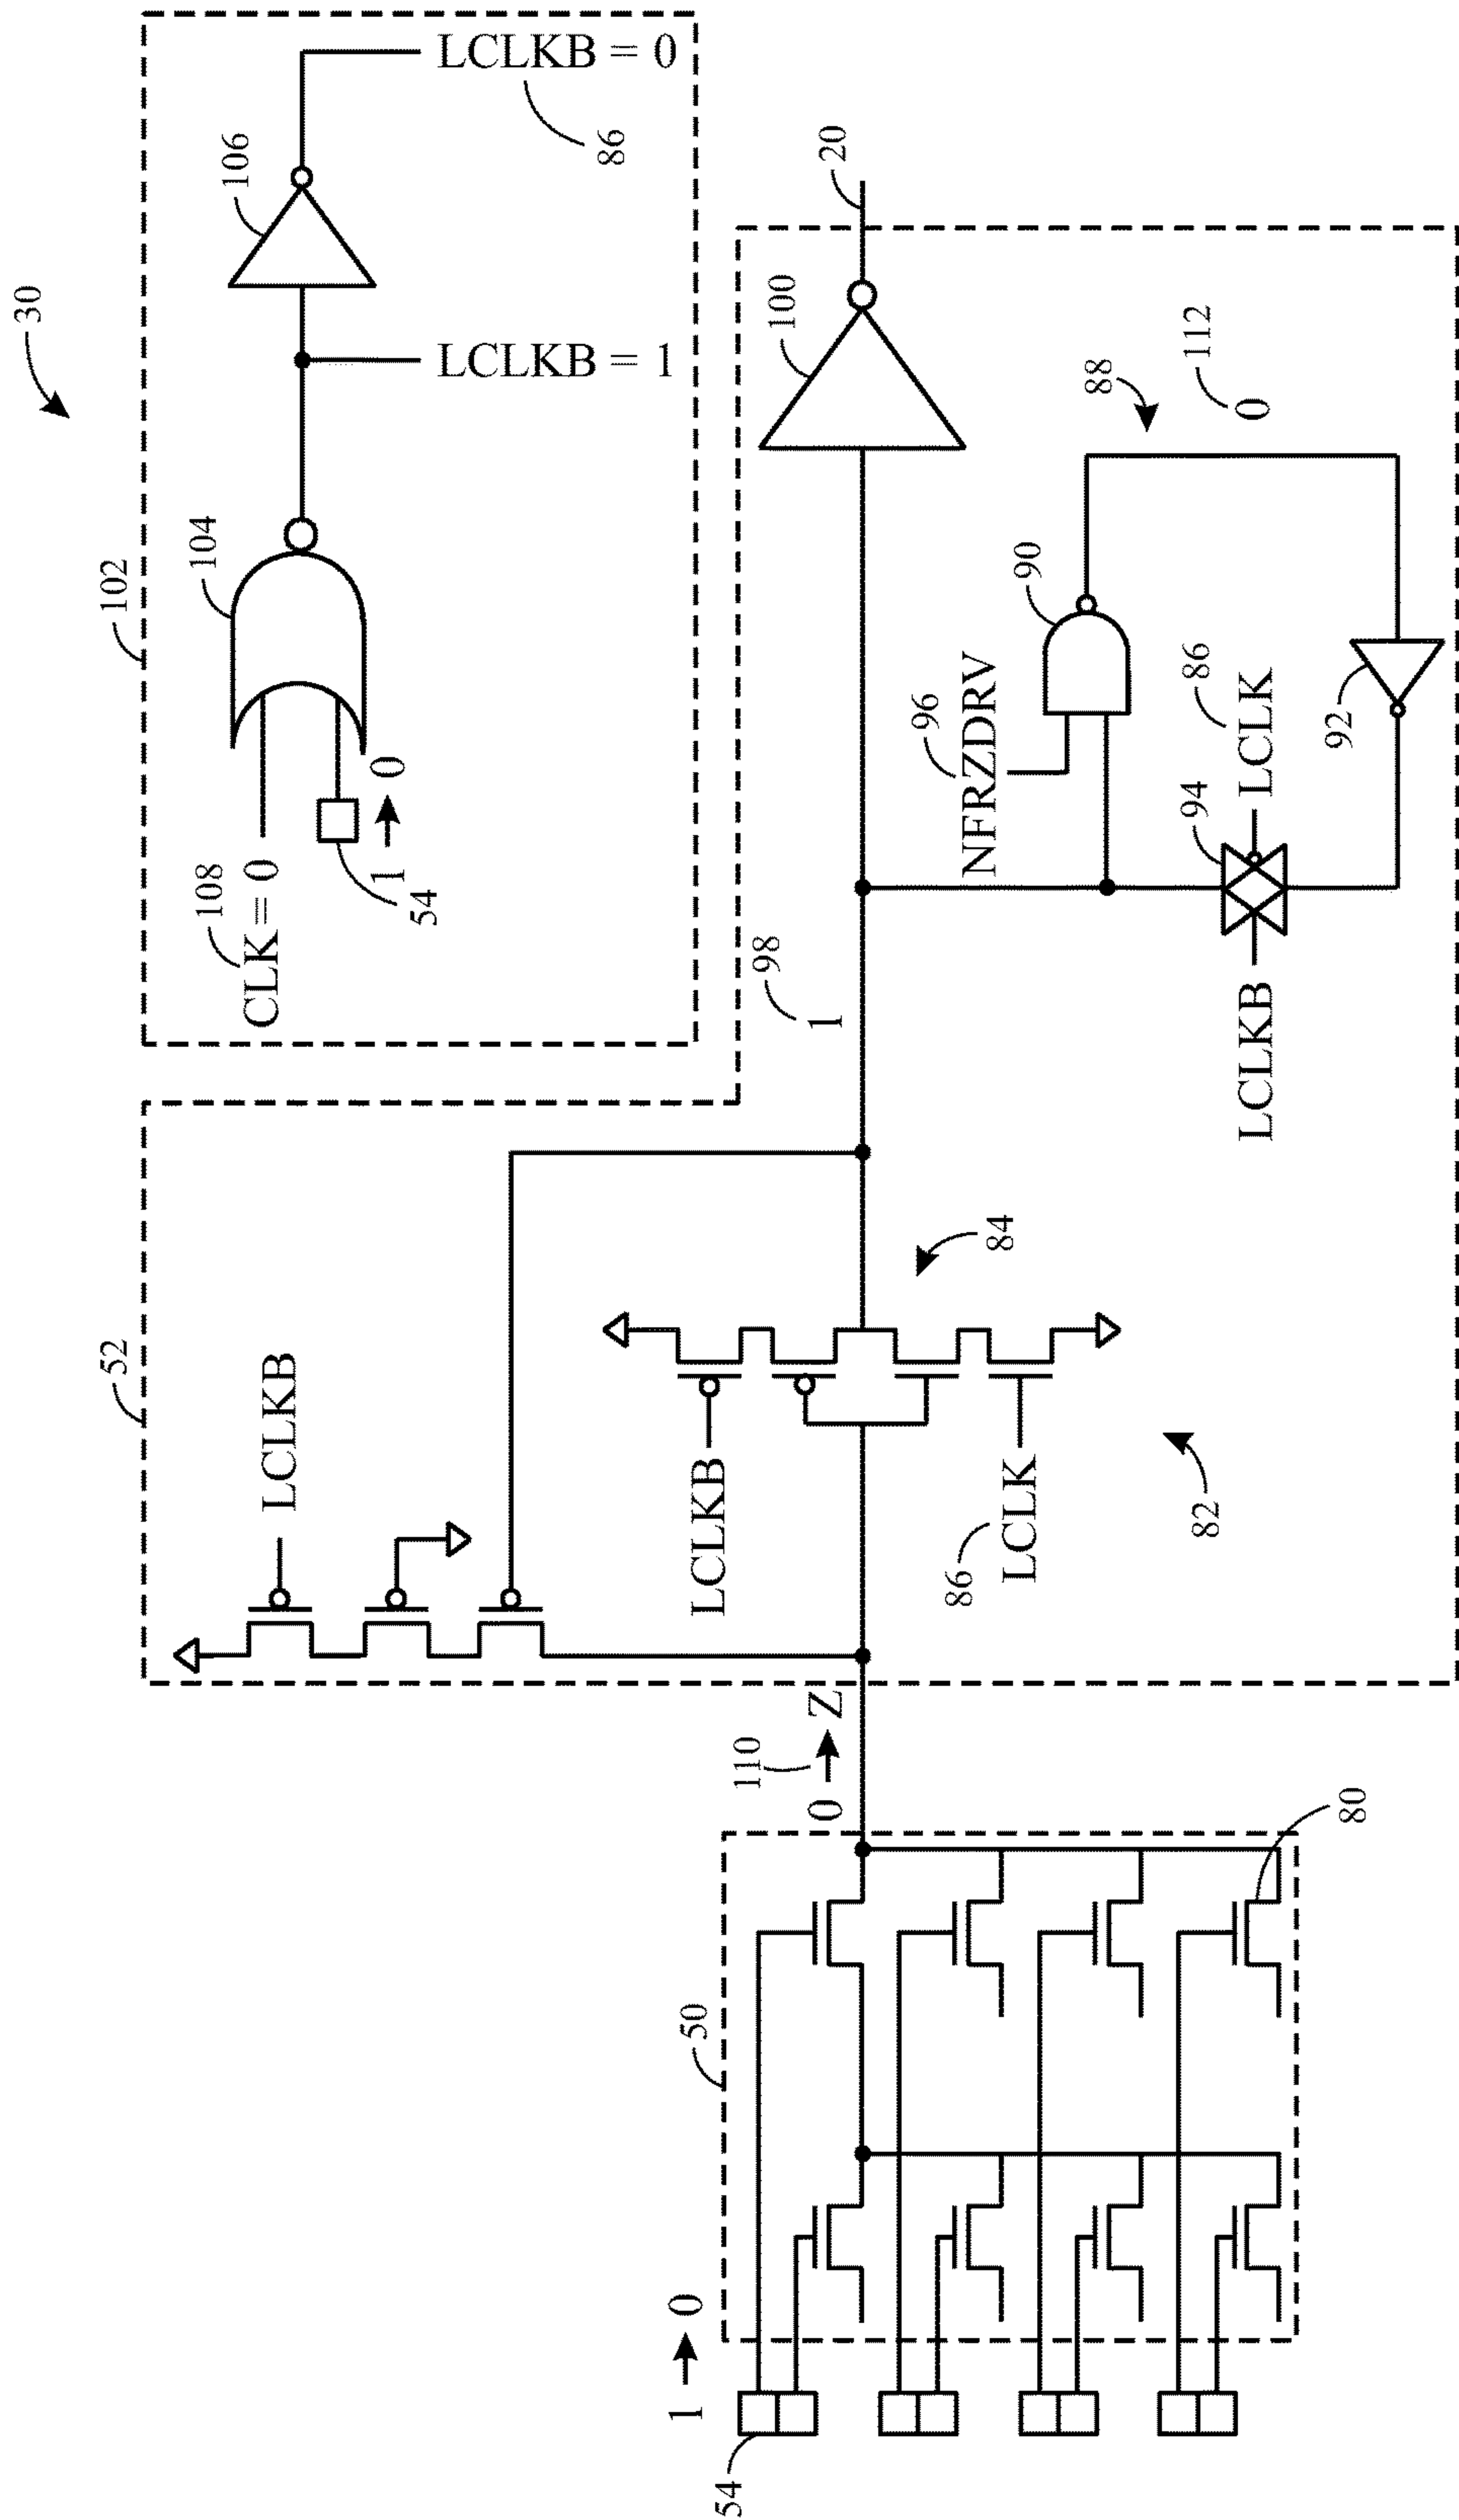 30
102
104
106
CLK = 0
108
54
1 → 0
LCLKB = 1
LCLKB = 0
86
52
LCLKB
LCLKB
86
LCLK
82
84
98
1
100
20
NFRZDRV
96
90
88
0
112
LCLKB
94
LCLK
86
92
1 → 0
54
50
0 → Z
110
80